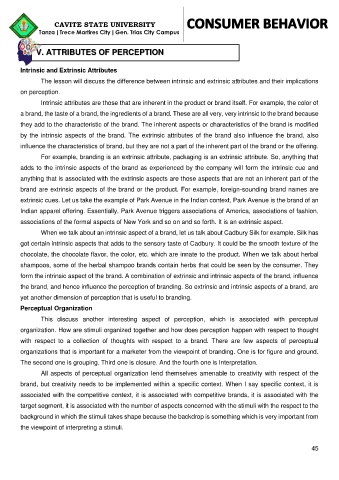 CAVITE STATE UNIVERSITY
Tanza | Trece Martires City | Gen. Trias City Campus
CONSUMER BEHAVIOR
V. ATTRIBUTES OF PERCEPTION
Intrinsic and Extrinsic Attributes
The lesson will discuss the difference between intrinsic and extrinsic attributes and their implications
on perception.
Intrinsic attributes are those that are inherent in the product or brand itself. For example, the color of
a brand, the taste of a brand, the ingredients of a brand. These are all very, very intrinsic to the brand because
they add to the characteristic of the brand. The inherent aspects or characteristics of the brand is modified
by the intrinsic aspects of the brand. The extrinsic attributes of the brand also influence the brand, also
influence the characteristics of brand, but they are not a part of the inherent part of the brand or the offering.
For example, branding is an extrinsic attribute, packaging is an extrinsic attribute. So, anything that
adds to the intrinsic aspects of the brand as experienced by the company will form the intrinsic cue and
anything that is associated with the extrinsic aspects are those aspects that are not an inherent part of the
brand are extrinsic aspects of the brand or the product. For example, foreign-sounding brand names are
extrinsic cues. Let us take the example of Park Avenue in the Indian context, Park Avenue is the brand of an
Indian apparel offering. Essentially, Park Avenue triggers associations of America, associations of fashion,
associations of the formal aspects of New York and so on and so forth. It is an extrinsic aspect.
When we talk about an intrinsic aspect of a brand, let us talk about Cadbury Silk for example. Silk has
got certain intrinsic aspects that adds to the sensory taste of Cadbury. It could be the smooth texture of the
chocolate, the chocolate flavor, the color, etc. which are innate to the product. When we talk about herbal
shampoos, some of the herbal shampoo brands contain herbs that could be seen by the consumer. They
form the intrinsic aspect of the brand. A combination of extrinsic and intrinsic aspects of the brand, influence
the brand, and hence influence the perception of branding. So extrinsic and intrinsic aspects of a brand, are
yet another dimension of perception that is useful to branding.
Perceptual Organization
This discuss another interesting aspect of perception, which is associated with perceptual
organization. How are stimuli organized together and how does perception happen with respect to thought
with respect to a collection of thoughts with respect to a brand. There are few aspects of perceptual
organizations that is important for a marketer from the viewpoint of branding. One is for figure and ground.
The second one is grouping. Third one is closure. And the fourth one is interpretation.
All aspects of perceptual organization lend themselves amenable to creativity with respect of the
brand, but creativity needs to be implemented within a specific context. When I say specific context, it is
associated with the competitive context, it is associated with competitive brands, it is associated with the
target segment, it is associated with the number of aspects concerned with the stimuli with the respect to the
background in which the stimuli takes shape because the backdrop is something which is very important from
the viewpoint of interpreting a stimuli.
45